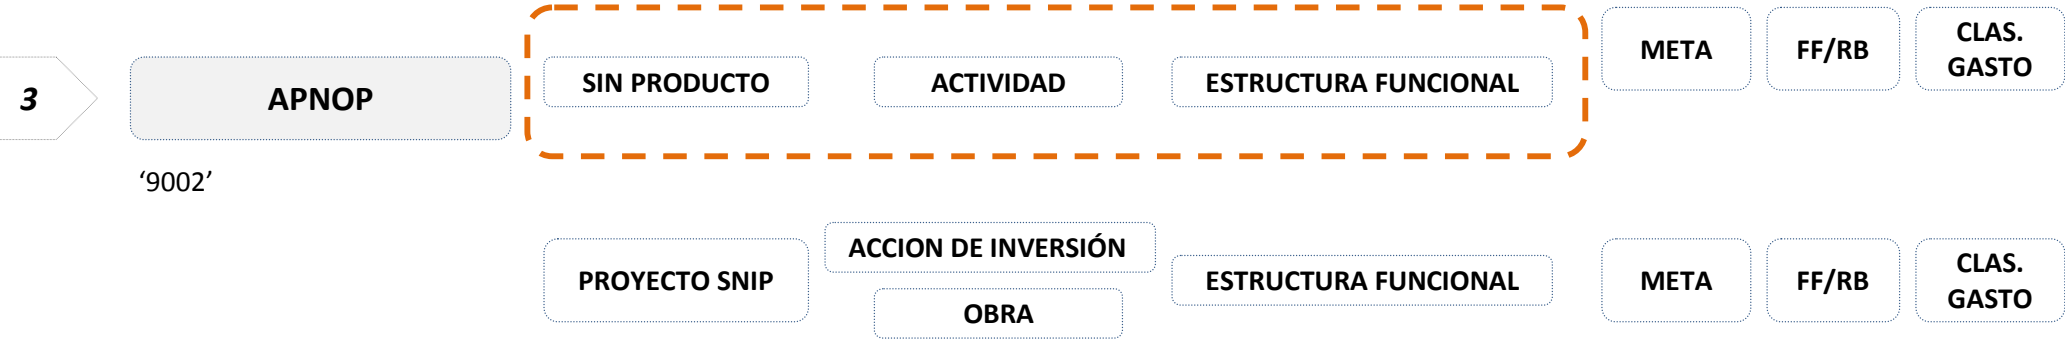 3
APNOP
SIN PRODUCTO
ACTIVIDAD
ESTRUCTURA FUNCIONAL
META
FF/RB
CLAS.
GASTO
‘9002’
PROYECTO SNIP
ACCION DE INVERSIÓN
OBRA
ESTRUCTURA FUNCIONAL
META
FF/RB
CLAS.
GASTO